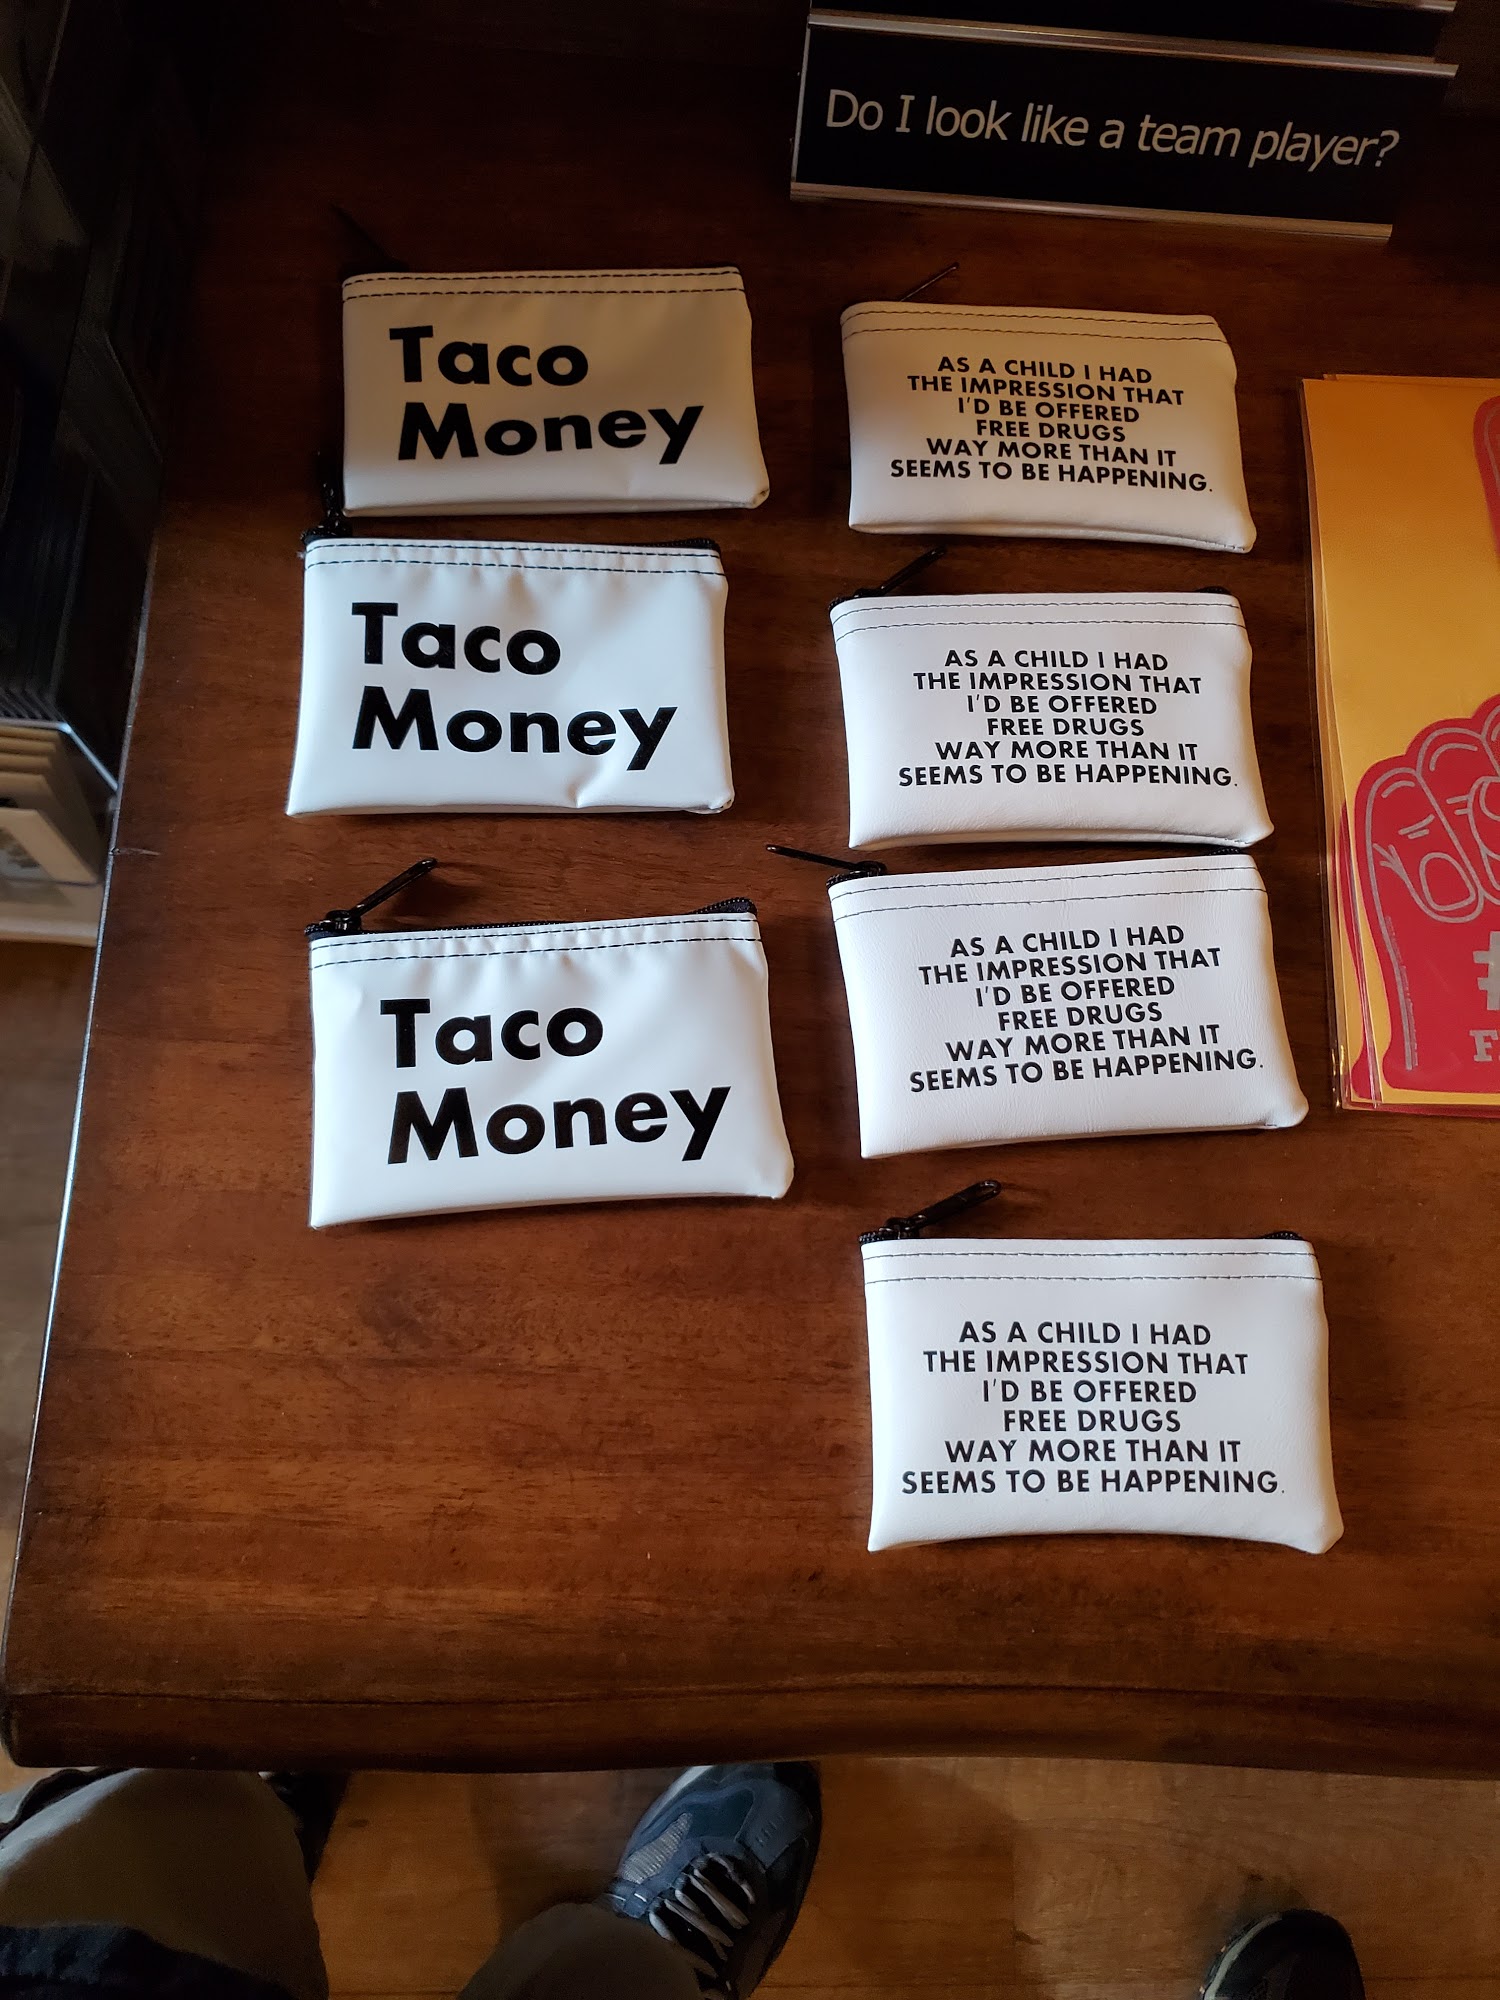 Do I look like a team player?
Taco
Money
Taco
Money
Taco
Money
AS A CHILD I HAD
THE IMPRESSION THAT
I'D BE OFFERED
FREE DRUGS
WAY MORE THAN IT
SEEMS TO BE HAPPENING.
AS A CHILD I HAD
THE IMPRESSION THAT
I'D BE OFFERED
FREE DRUGS
WAY MORE THAN IT
SEEMS TO BE HAPPENING.
AS A CHILD I HAD
THE IMPRESSION THAT
I'D BE OFFERED
FREE DRUGS
WAY MORE THAN IT
SEEMS TO BE HAPPENING.
AS A CHILD I HAD
THE IMPRESSION THAT
I'D BE OFFERED
FREE DRUGS
WAY MORE THAN IT
SEEMS TO BE HAPPENING.